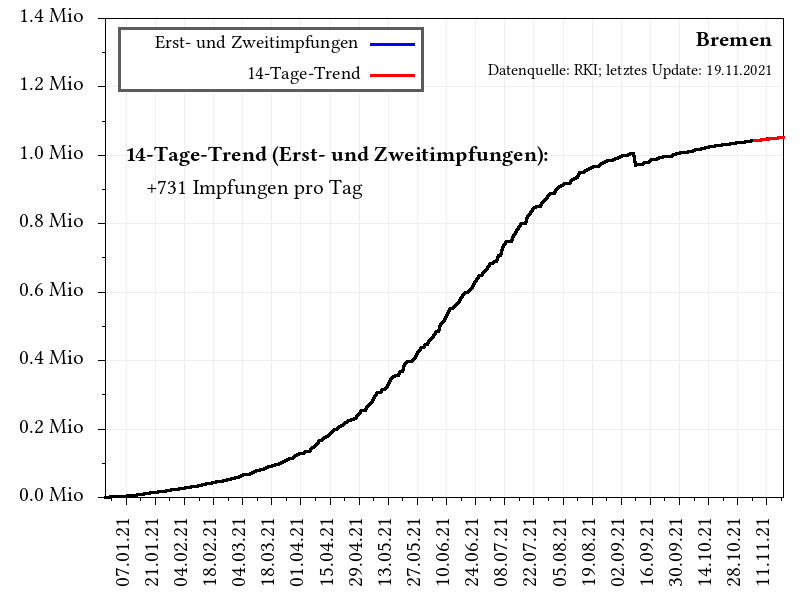 1.4 Mio
1.2 Mio
1.0 Mio
0.8 Mio
0.6 Mio
0.4 Mio
0.2 Mio
0.0 Mio
Erst- und Zweitimpfungen
14-Tage-Trend
Bremen
Datenquelle: RKI; letztes Update: 19.11.2021
14-Tage-Trend (Erst- und Zweitimpfungen):
+731 Impfungen pro Tag
07.01.21
21.01.21
04.02.21
18.02.21
04.03.21
18.03.21
01.04.21
15.04.21
29.04.21
13.05.21
27.05.21
10.06.21
24.06.21
08.07.21
22.07.21
05.08.21
19.08.21
02.09.21
16.09.21
30.09.21
14.10.21
28.10.21
11.11.21